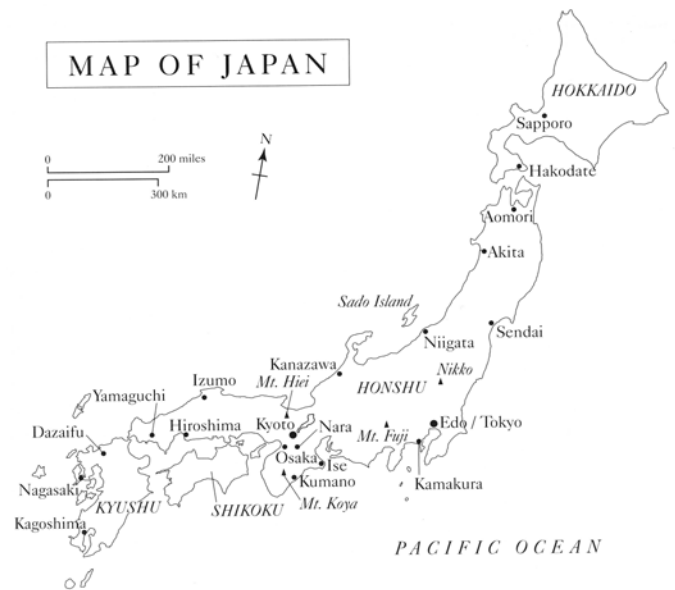 MAP OF JAPAN
HOKKAIDO
Sapporo
N
0 200 miles
0 300 km
Hakodate
Aomori
Akita
Sado Island
Sendai
Niigata
Kanazawa
Nikko
Izumo
Mt. Hiei
HONSHU
Yamaguchi
Hiroshima
Kyoto
Nara
Edo / Tokyo
Dazaifu
Mt. Fuji
Osaka
Ise
Nagasaki
Kumano
Kamakura
KYUSHU
SHIKOKU
Mt. Koya
Kagoshima
PACIFIC OCEAN